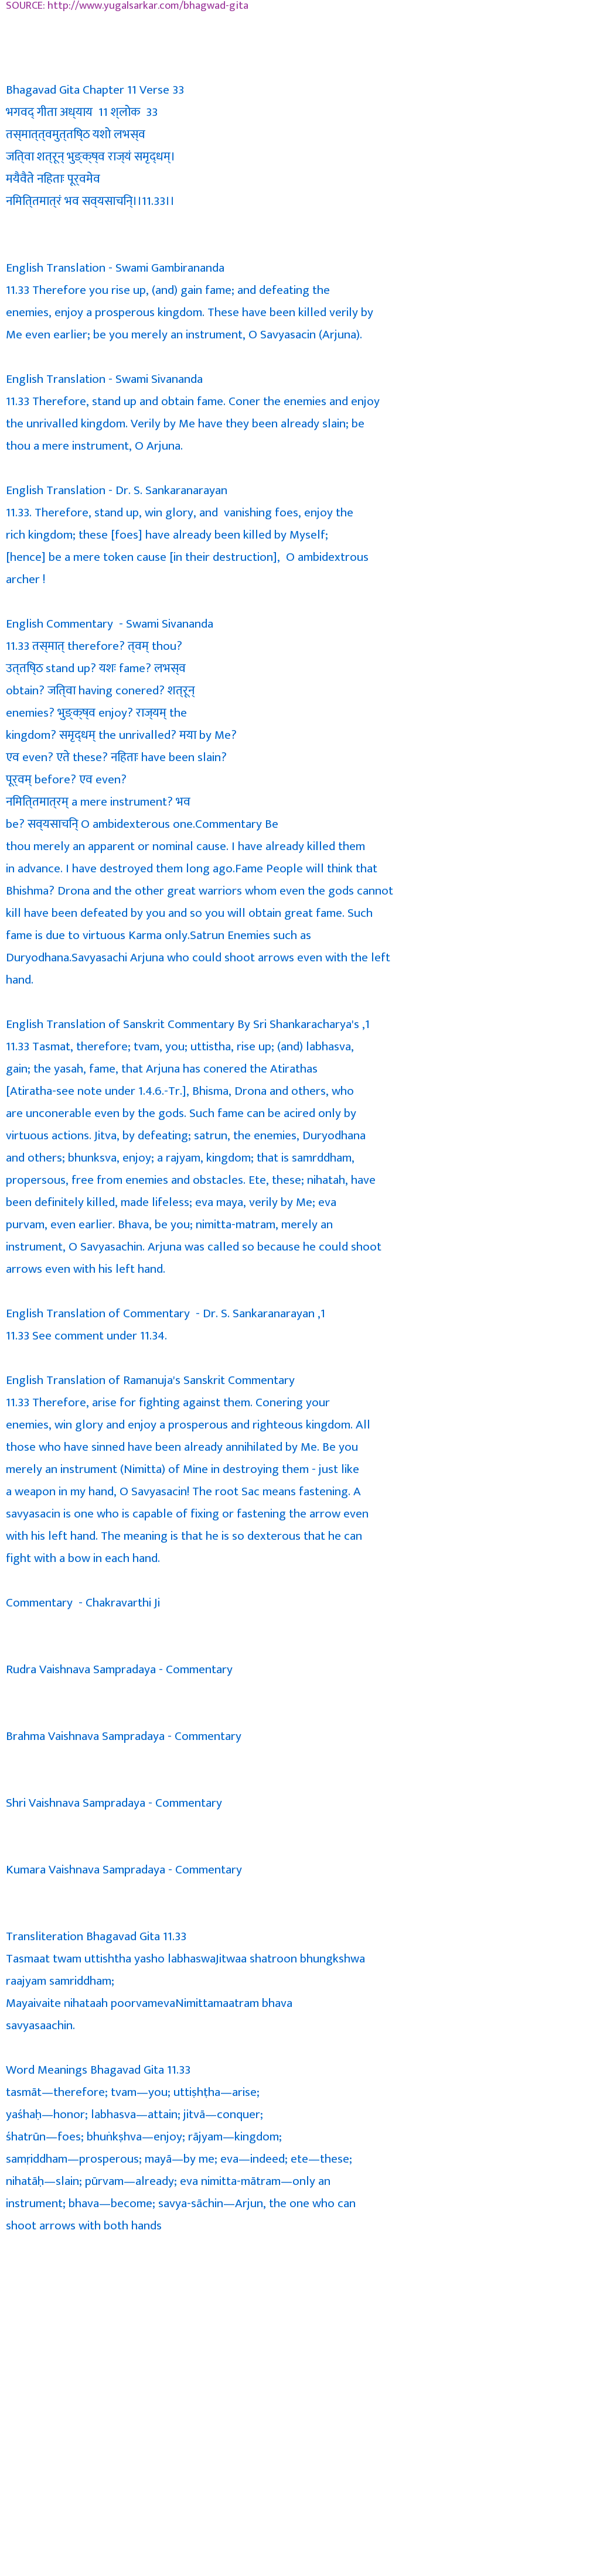 SOURCE: http://www.yugalsarkar.com/bhagwad-gita
Bhagavad Gita Chapter 11 Verse 33
भगवद् गीता अध्याय 11 श्लोक 33
तस्मात्त्वमुत्तिष्ठ यशो लभस्व
जित्वा शत्रून् भुङ्क्ष्व राज्यं समृद्धम्।
मयैवैते निहताः पूर्वमेव
निमित्तमात्रं भव सव्यसाचिन्।।11.33।।
English Translation - Swami Gambirananda
11.33 Therefore you rise up, (and) gain fame; and defeating the
enemies, enjoy a prosperous kingdom. These have been killed verily by
Me even earlier; be you merely an instrument, O Savyasacin (Arjuna).
English Translation - Swami Sivananda
11.33 Therefore, stand up and obtain fame. Coner the enemies and enjoy
the unrivalled kingdom. Verily by Me have they been already slain; be
thou a mere instrument, O Arjuna.
English Translation - Dr. S. Sankaranarayan
11.33. Therefore, stand up, win glory, and vanishing foes, enjoy the
rich kingdom; these [foes] have already been killed by Myself;
[hence] be a mere token cause [in their destruction], O ambidextrous
archer !
English Commentary - Swami Sivananda
11.33 तस्मात् therefore? त्वम् thou?
उत्तिष्ठ stand up? यशः fame? लभस्व
obtain? जित्वा having conered? शत्रून्
enemies? भुङ्क्ष्व enjoy? राज्यम् the
kingdom? समृद्धम् the unrivalled? मया by Me?
एव even? एते these? निहताः have been slain?
पूर्वम् before? एव even?
निमित्तमात्रम् a mere instrument? भव
be? सव्यसाचिन् O ambidexterous one.Commentary Be
thou merely an apparent or nominal cause. I have already killed them
in advance. I have destroyed them long ago.Fame People will think that
Bhishma? Drona and the other great warriors whom even the gods cannot
kill have been defeated by you and so you will obtain great fame. Such
fame is due to virtuous Karma only.Satrun Enemies such as
Duryodhana.Savyasachi Arjuna who could shoot arrows even with the left
hand.
English Translation of Sanskrit Commentary By Sri Shankaracharya's ,1
11.33 Tasmat, therefore; tvam, you; uttistha, rise up; (and) labhasva,
gain; the yasah, fame, that Arjuna has conered the Atirathas
[Atiratha-see note under 1.4.6.-Tr.], Bhisma, Drona and others, who
are unconerable even by the gods. Such fame can be acired only by
virtuous actions. Jitva, by defeating; satrun, the enemies, Duryodhana
and others; bhunksva, enjoy; a rajyam, kingdom; that is samrddham,
propersous, free from enemies and obstacles. Ete, these; nihatah, have
been definitely killed, made lifeless; eva maya, verily by Me; eva
purvam, even earlier. Bhava, be you; nimitta-matram, merely an
instrument, O Savyasachin. Arjuna was called so because he could shoot
arrows even with his left hand.
English Translation of Commentary - Dr. S. Sankaranarayan ,1
11.33 See comment under 11.34.
English Translation of Ramanuja's Sanskrit Commentary
11.33 Therefore, arise for fighting against them. Conering your
enemies, win glory and enjoy a prosperous and righteous kingdom. All
those who have sinned have been already annihilated by Me. Be you
merely an instrument (Nimitta) of Mine in destroying them - just like
a weapon in my hand, O Savyasacin! The root Sac means fastening. A
savyasacin is one who is capable of fixing or fastening the arrow even
with his left hand. The meaning is that he is so dexterous that he can
fight with a bow in each hand.
Commentary - Chakravarthi Ji
Rudra Vaishnava Sampradaya - Commentary
Brahma Vaishnava Sampradaya - Commentary
Shri Vaishnava Sampradaya - Commentary
Kumara Vaishnava Sampradaya - Commentary
Transliteration Bhagavad Gita 11.33
Tasmaat twam uttishtha yasho labhaswaJitwaa shatroon bhungkshwa
raajyam samriddham;
Mayaivaite nihataah poorvamevaNimittamaatram bhava
savyasaachin.
Word Meanings Bhagavad Gita 11.33
tasmāt—therefore; tvam—you; uttiṣhṭha—arise;
yaśhaḥ—honor; labhasva—attain; jitvā—conquer;
śhatrūn—foes; bhuṅkṣhva—enjoy; rājyam—kingdom;
samṛiddham—prosperous; mayā—by me; eva—indeed; ete—these;
nihatāḥ—slain; pūrvam—already; eva nimitta-mātram—only an
instrument; bhava—become; savya-sāchin—Arjun, the one who can
shoot arrows with both hands